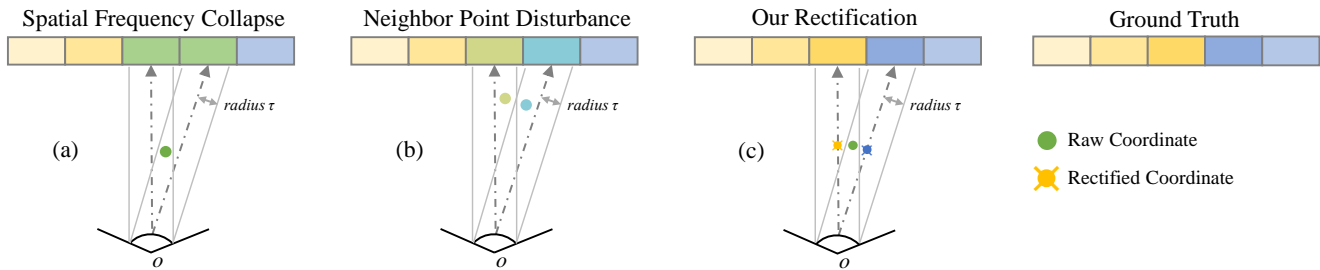 Spatial Frequency Collapse
Neighbor Point Disturbance
Our Rectification
Ground Truth
radius τ
radius τ
radius τ
(a)
(b)
(c)
Raw Coordinate
Rectified Coordinate
o
o
o